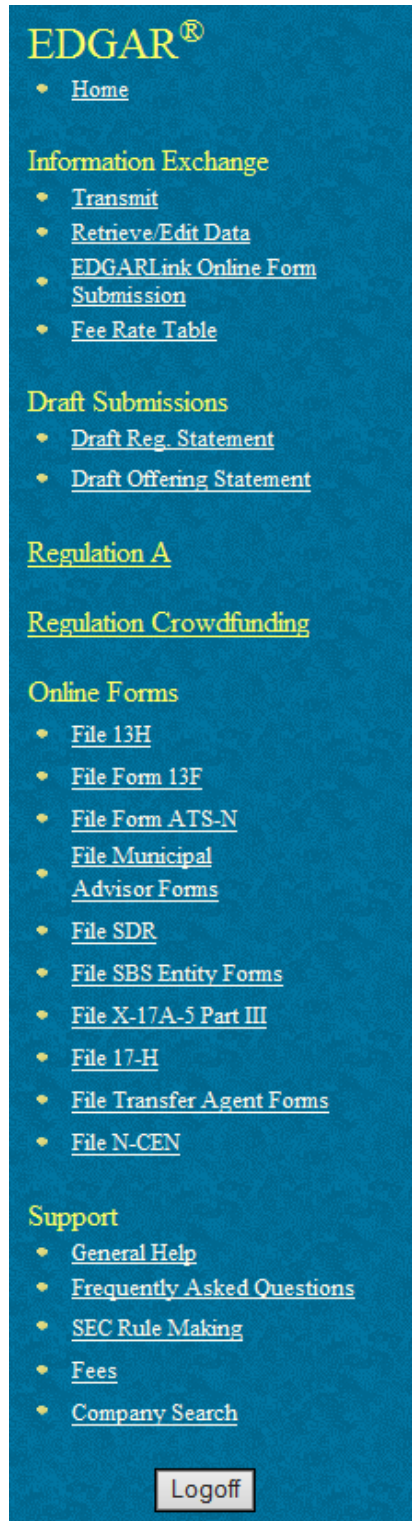 EDGAR®
Home
Information Exchange
Transmit
Retrieve/Edit Data
EDGARLink Online Form
Submission
Fee Rate Table
Draft Submissions
Draft Reg. Statement
Draft Offering Statement
Regulation A
Regulation Crowdfunding
Online Forms
File 13H
File Form 13F
File Form ATS-N
File Municipal
Advisor Forms
File SDR
File SBS Entity Forms
File X-17A-5 Part III
File 17-H
File Transfer Agent Forms
File N-CEN
Support
General Help
Frequently Asked Questions
SEC Rule Making
Fees
Company Search
Logoff